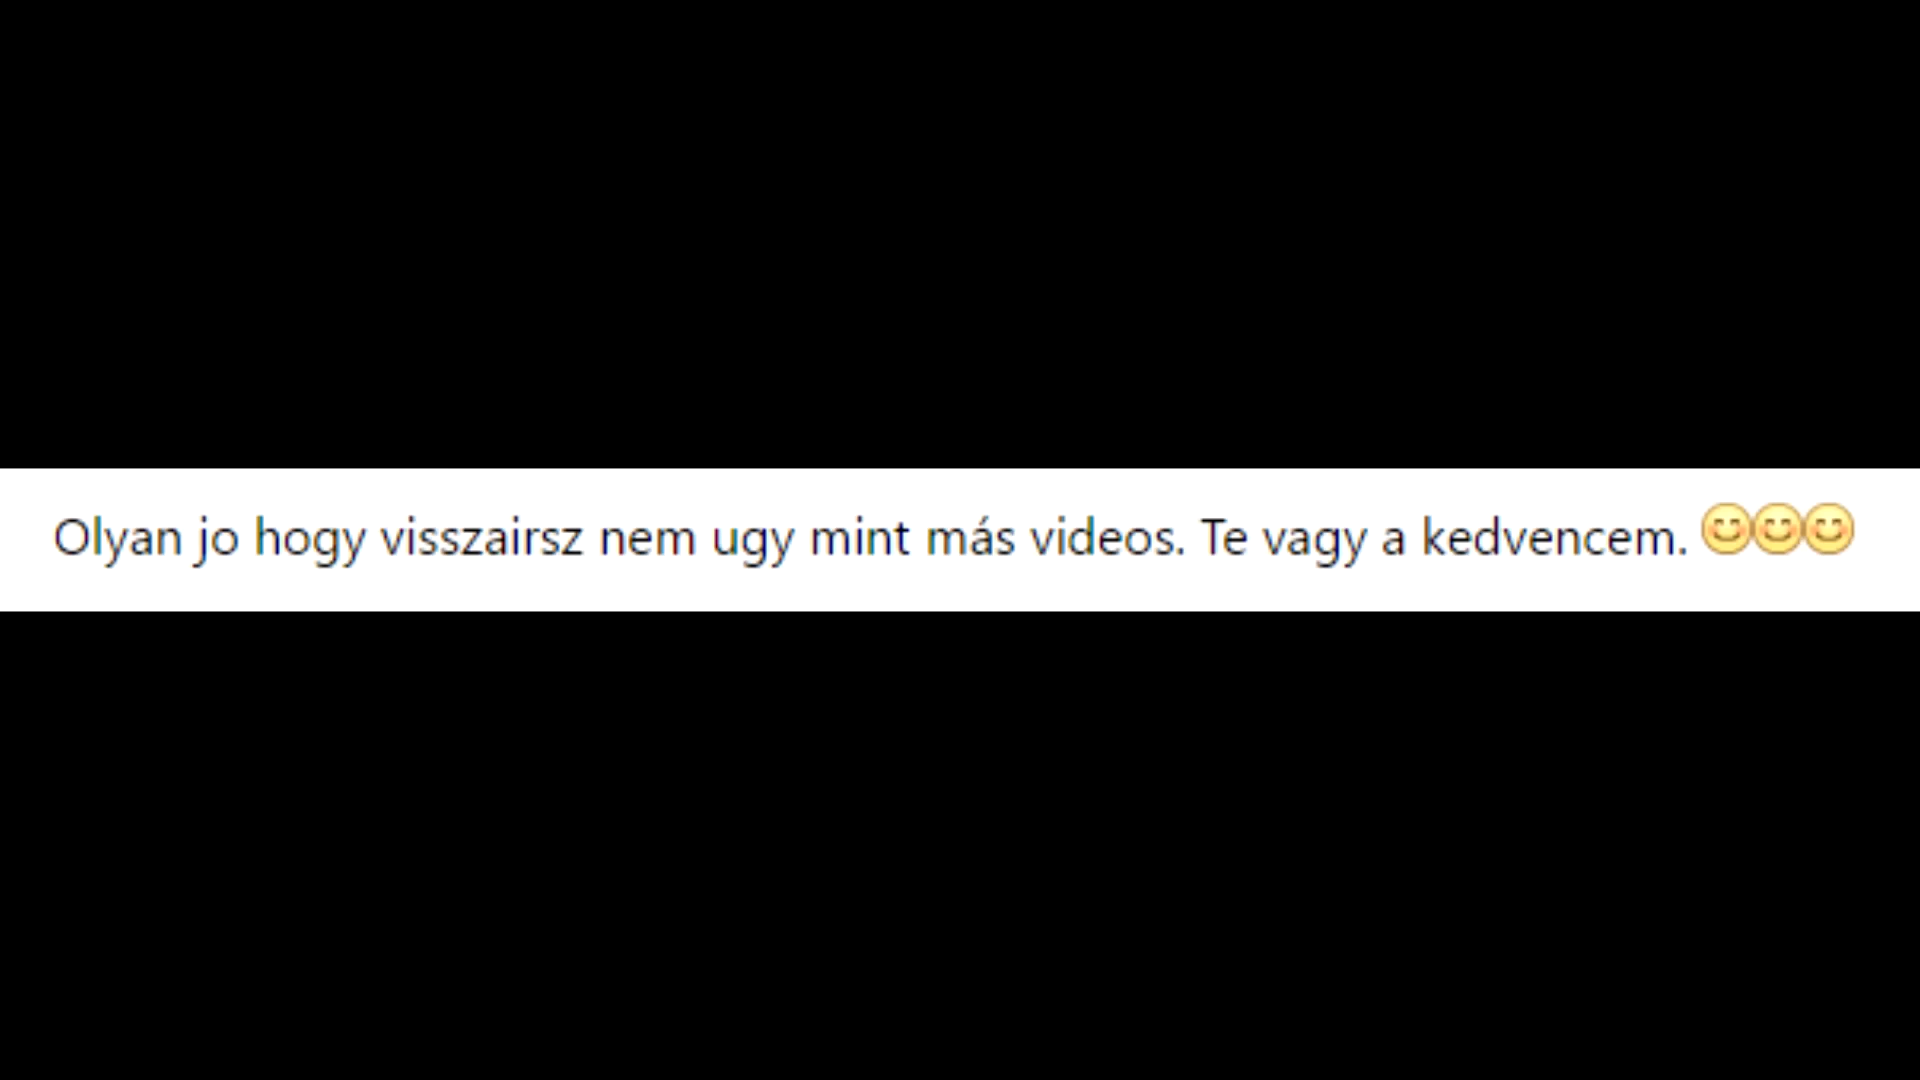 Olyan jo hogy visszairsz nem ugy mint más videos. Te vagy a kedvencem. 😊😊😊